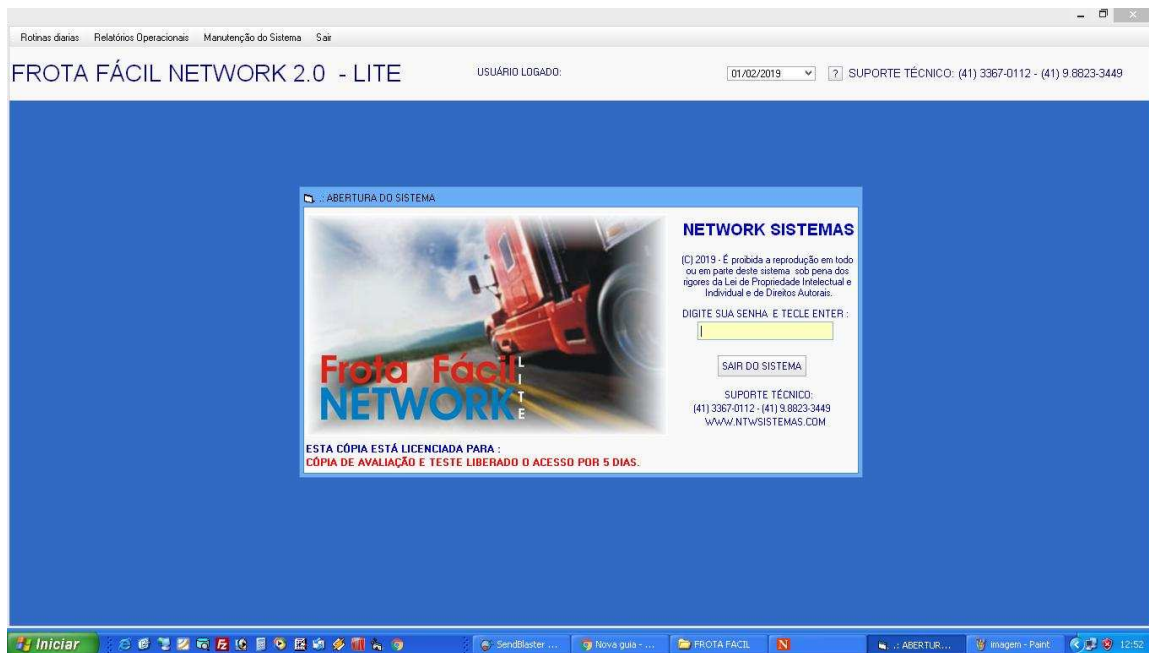 Rotinas diarias Relatórios Operacionais Manutenção do Sistema Sair
FROTA FÁCIL NETWORK 2.0 - LITE
USUÁRIO LOGADO:
01/02/2019
? SUPORTE TÉCNICO: (41) 3367-0112 - (41) 9.8823-3449
.: ABERTURA DO SISTEMA
Frota Fácil
NETWORK
LITE
NETWORK SISTEMAS
(C) 2019 - É proibida a reprodução em todo
ou em parte deste sistema sob pena dos
rigores da Lei de Propriedade Intelectual e
Individual e de Direitos Autorais.
DIGITE SUA SENHA E TECLE ENTER :
SAIR DO SISTEMA
SUPORTE TÉCNICO:
(41) 3367-0112 - (41) 9.8823-3449
WWW.NTWSISTEMAS.COM
ESTA CÓPIA ESTÁ LICENCIADA PARA :
CÓPIA DE AVALIAÇÃO E TESTE LIBERADO O ACESSO POR 5 DIAS.
Iniciar SendBlaster ... Nova guia - ... FROTA FACIL N .: ABERTUR... imagem - Paint 12:52